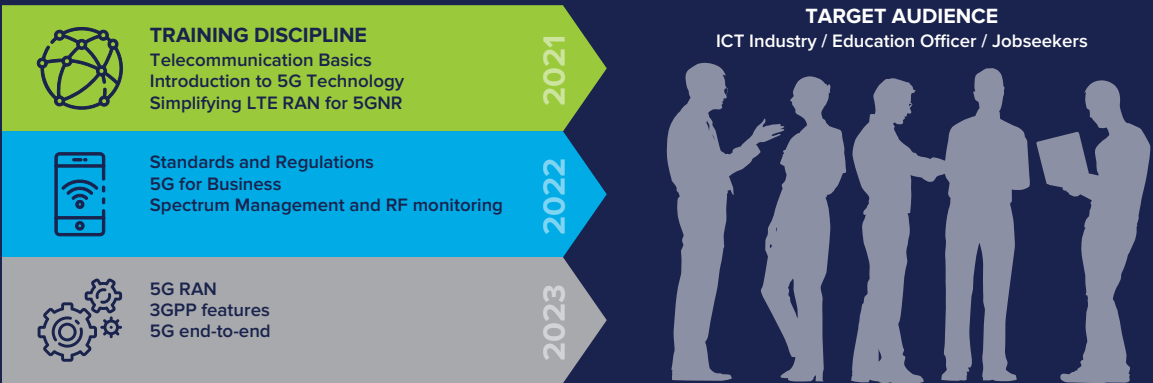 TRAINING DISCIPLINE
Telecommunication Basics
Introduction to 5G Technology
Simplifying LTE RAN for 5GNR
2021
Standards and Regulations
5G for Business
Spectrum Management and RF monitoring
2022
5G RAN
3GPP features
5G end-to-end
2023
TARGET AUDIENCE
ICT Industry / Education Officer / Jobseekers